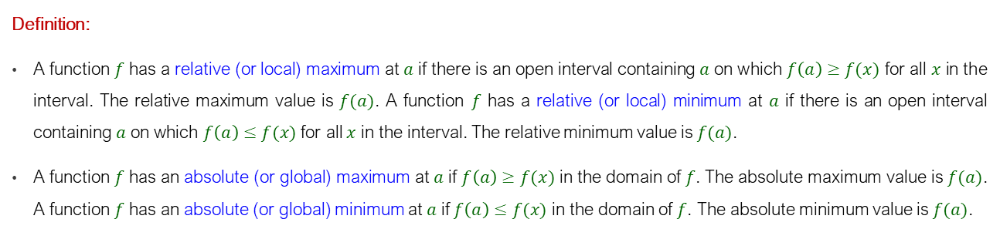 Definition:
• A function f has a relative (or local) maximum at a if there is an open interval containing a on which f(a) ≥ f(x) for all x in the
interval. The relative maximum value is f(a). A function f has a relative (or local) minimum at a if there is an open interval
containing a on which f(a) ≤ f(x) for all x in the interval. The relative minimum value is f(a).
• A function f has an absolute (or global) maximum at a if f(a) ≥ f(x) in the domain of f. The absolute maximum value is f(a).
A function f has an absolute (or global) minimum at a if f(a) ≤ f(x) in the domain of f. The absolute minimum value is f(a).